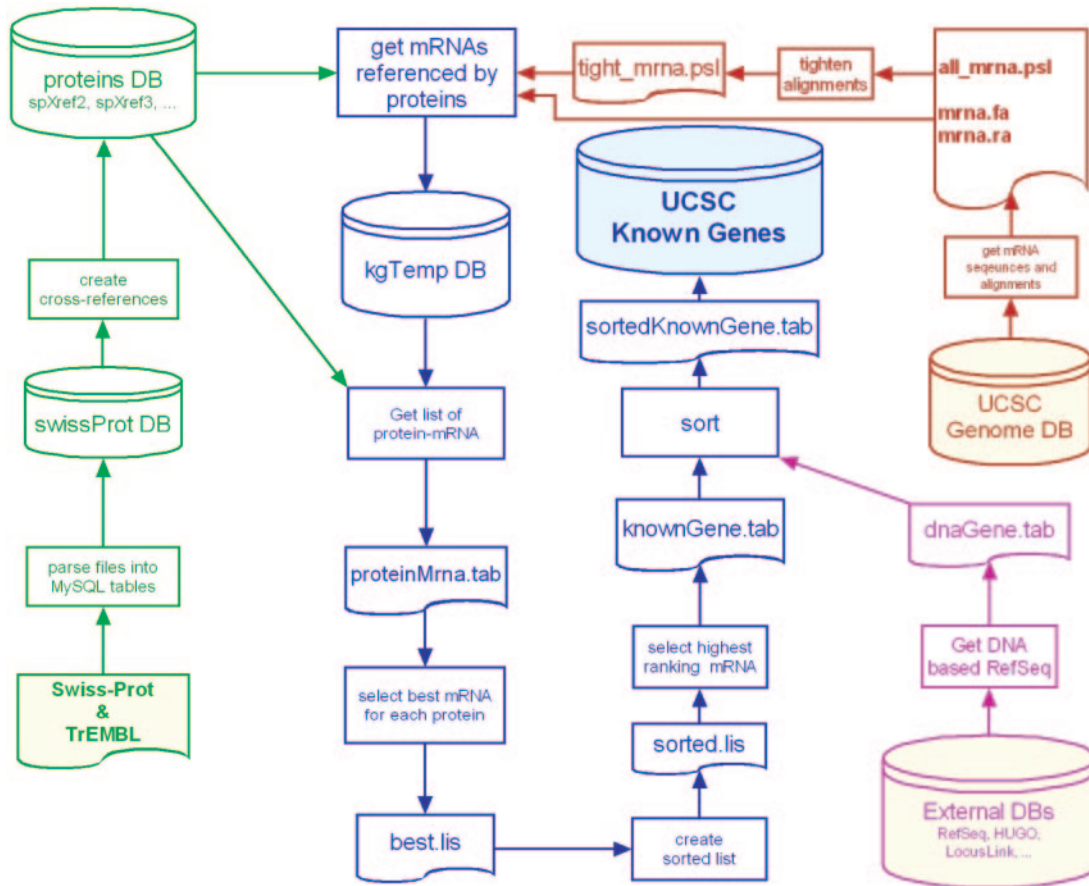 proteins DB
spXref2, spXref3, ...
get mRNAs
referenced by
proteins
tight_mrna.psl
tighten
alignments
all_mrna.psl
mrna.fa
mrna.ra
UCSC
Known Genes
kgTemp DB
create
cross-references
get mRNA
seqeunces and
alignments
sortedKnownGene.tab
swissProt DB
Get list of
protein-mRNA
sort
UCSC
Genome DB
knownGene.tab
dnaGene.tab
parse files into
MySQL tables
proteinMrna.tab
select highest
ranking mRNA
Get DNA
based RefSeq
Swiss-Prot
&
TrEMBL
select best mRNA
for each protein
sorted.lis
External DBs
RefSeq, HUGO,
LocusLink, ...
best.lis
create
sorted list